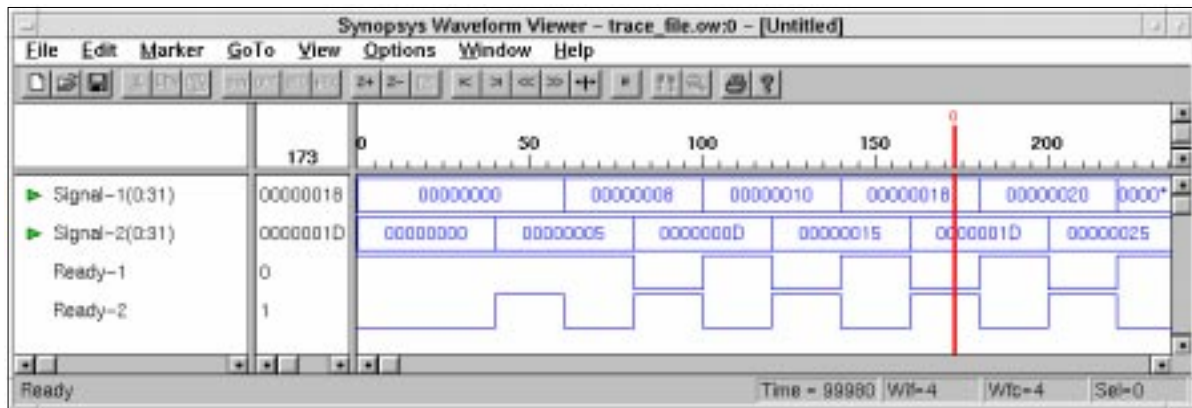 Synopsys Waveform Viewer - trace_file.ow:0 - [Untitled]
File Edit Marker GoTo View Options Window Help
0
173 0 50 100 150 200
Signal-1(0:31) 00000018 00000000 00000008 00000010 00000018 00000020 0000*
Signal-2(0:31) 0000001D 00000000 00000005 0000000D 00000015 0000001D 00000025
Ready-1 0
Ready-2 1
Ready Time = 99980 Wif=4 Wfc=4 Sel=0